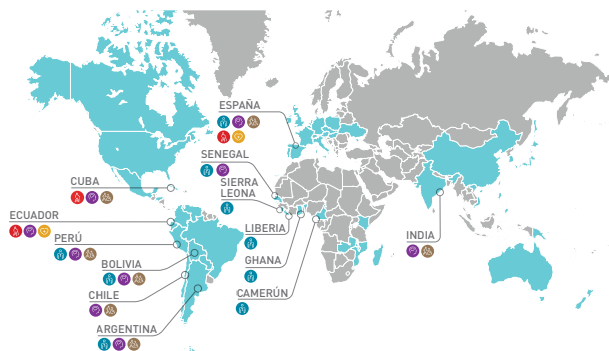 ESPAÑA
SENEGAL
SIERRA
LEONA
CUBA
ECUADOR
LIBERIA
PERÚ
INDIA
GHANA
BOLIVIA
CAMERÚN
CHILE
ARGENTINA